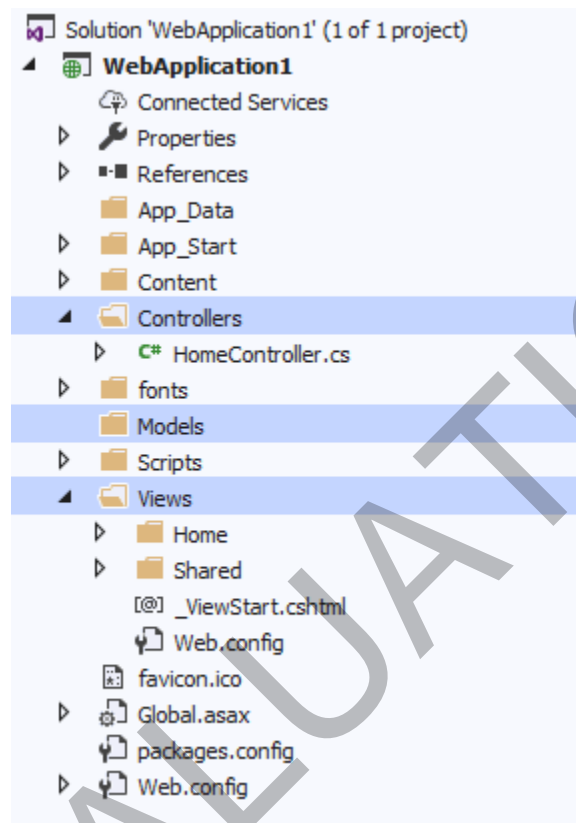 Solution 'WebApplication1' (1 of 1 project)
WebApplication1
Connected Services
Properties
References
App_Data
App_Start
Content
Controllers
C# HomeController.cs
fonts
Models
Scripts
Views
Home
Shared
[@] _ViewStart.cshtml
Web.config
favicon.ico
Global.asax
packages.config
Web.config